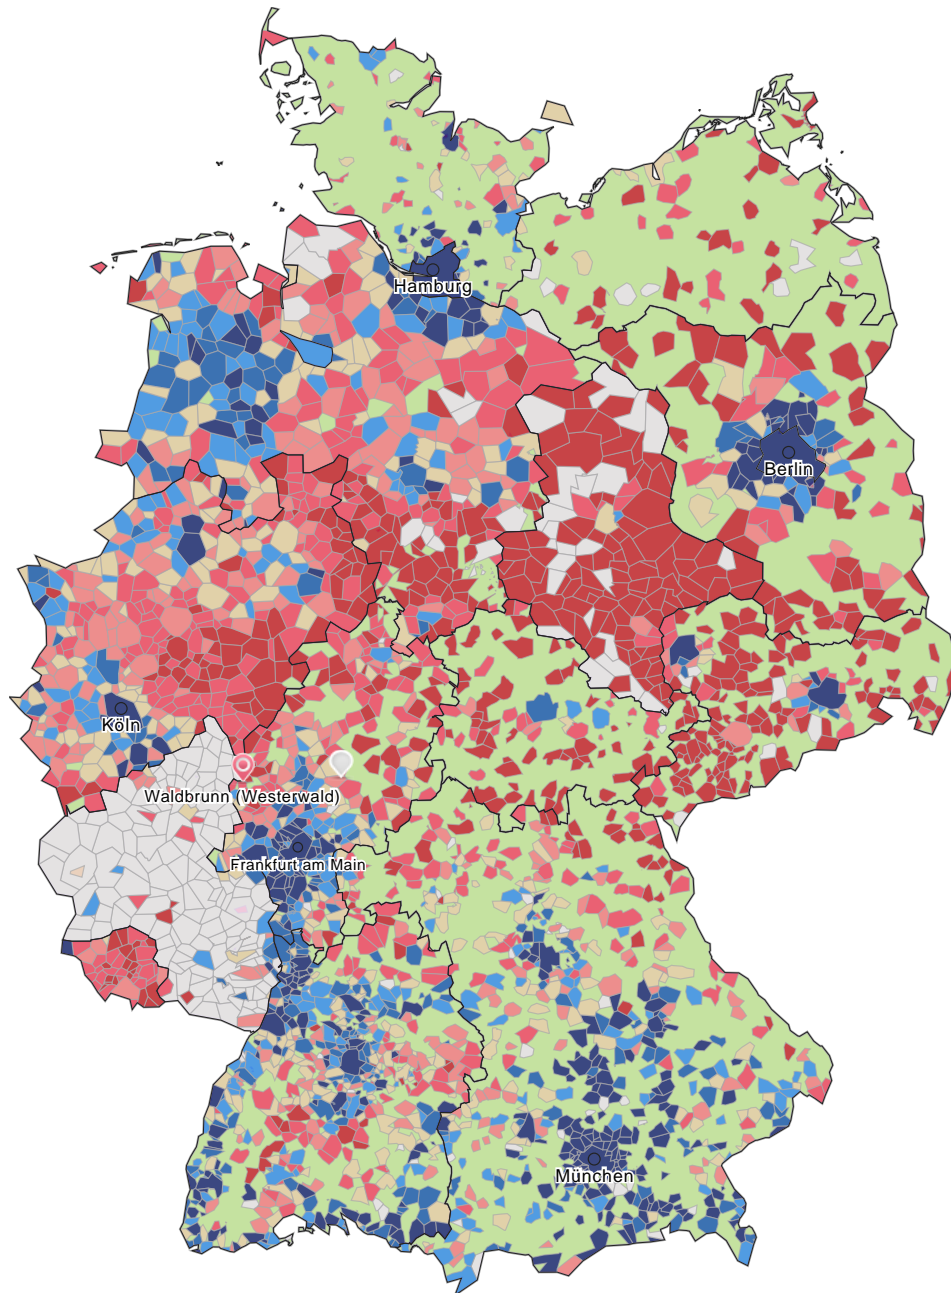 Hamburg
Berlin
Köln
Waldbrunn (Westerwald)
Frankfurt am Main
München